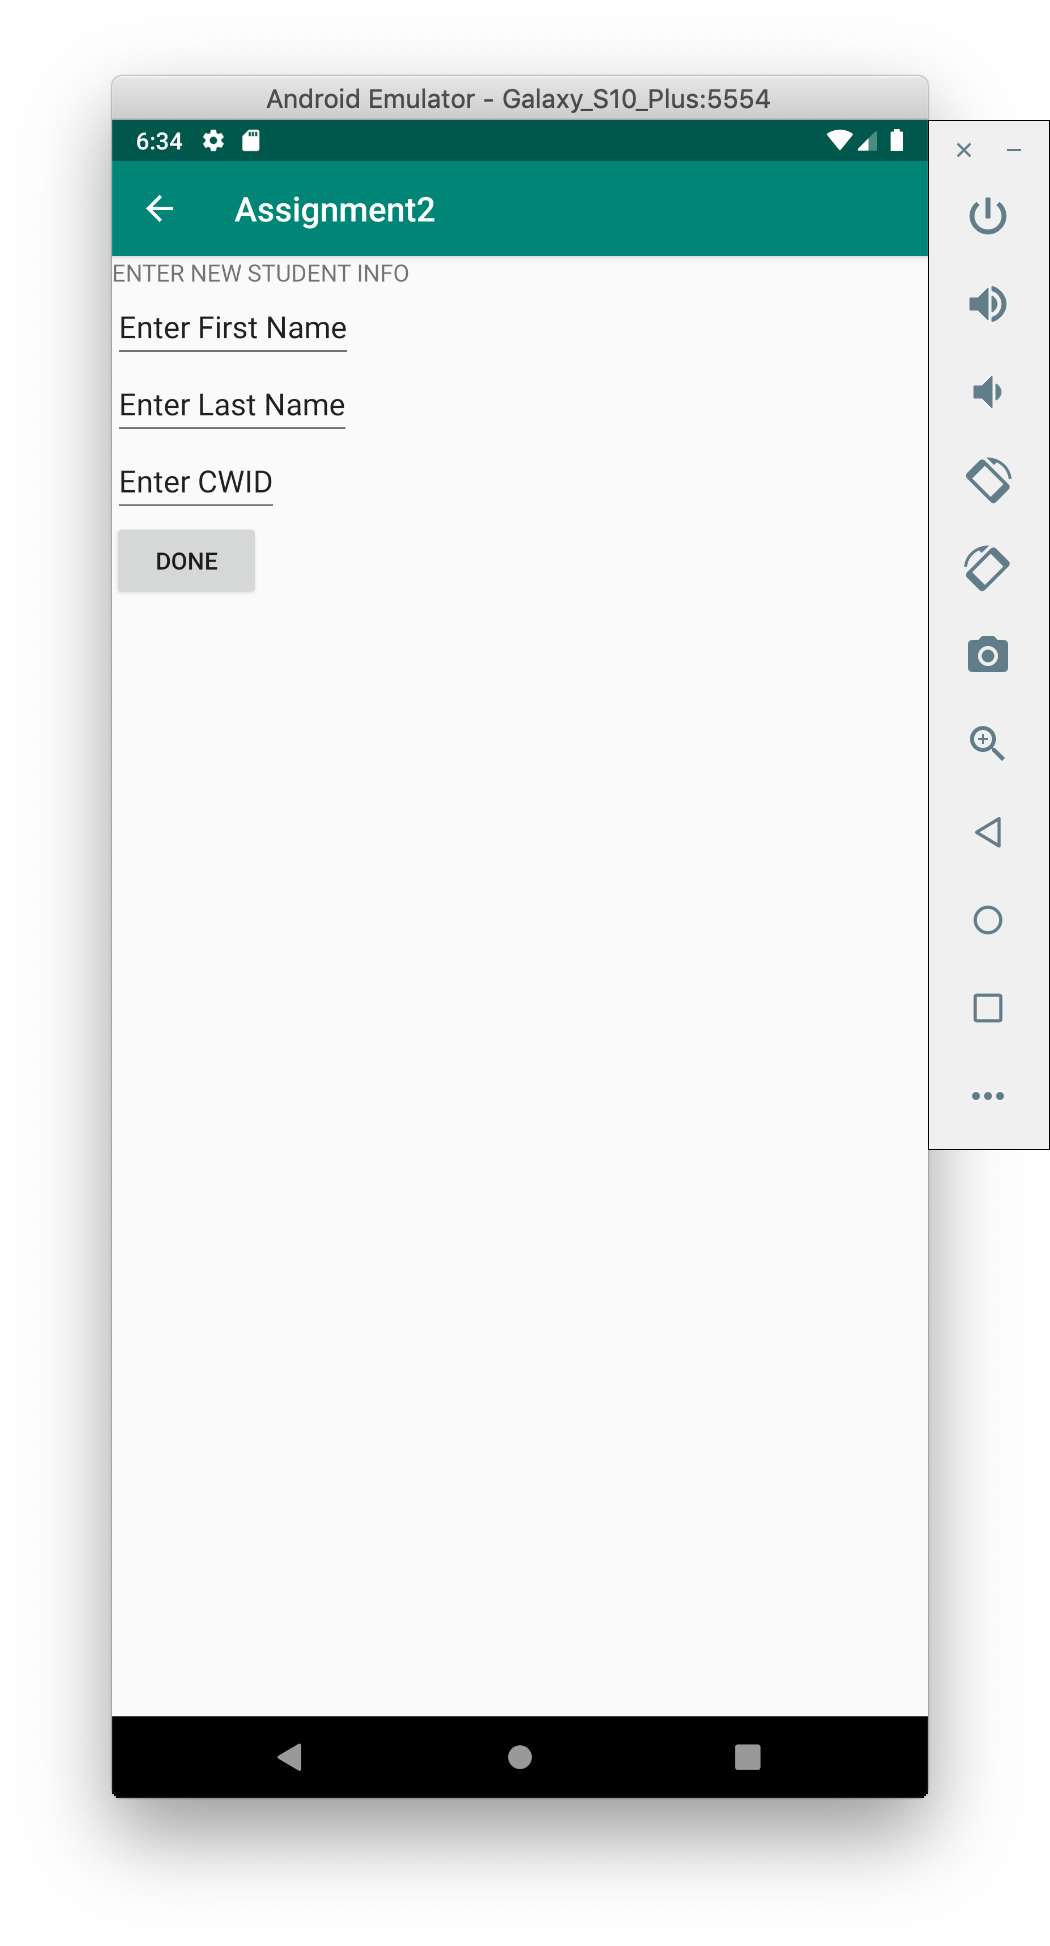 Android Emulator - Galaxy_S10_Plus:5554
6:34
Assignment2
ENTER NEW STUDENT INFO
Enter First Name
Enter Last Name
Enter CWID
DONE